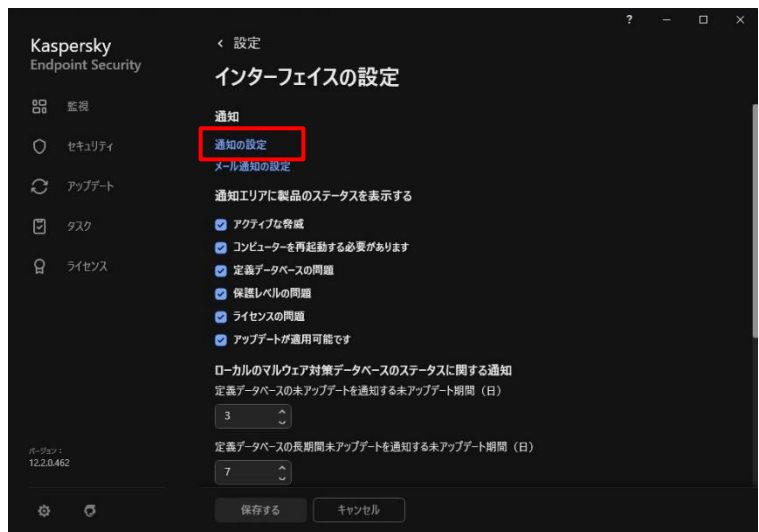 Kaspersky
Endpoint Security
監視
セキュリティ
アップデート
タスク
ライセンス
バージョン：
12.2.0.462
?
設定
インターフェイスの設定
通知
通知の設定
メール通知の設定
通知エリアに製品のステータスを表示する
アクティブな脅威
コンピューターを再起動する必要があります
定義データベースの問題
保護レベルの問題
ライセンスの問題
アップデートが適用可能です
ローカルのマルウェア対策データベースのステータスに関する通知
定義データベースの未アップデートを通知する未アップデート期間（日）
3
定義データベースの長期間未アップデートを通知する未アップデート期間（日）
7
保存する
キャンセル